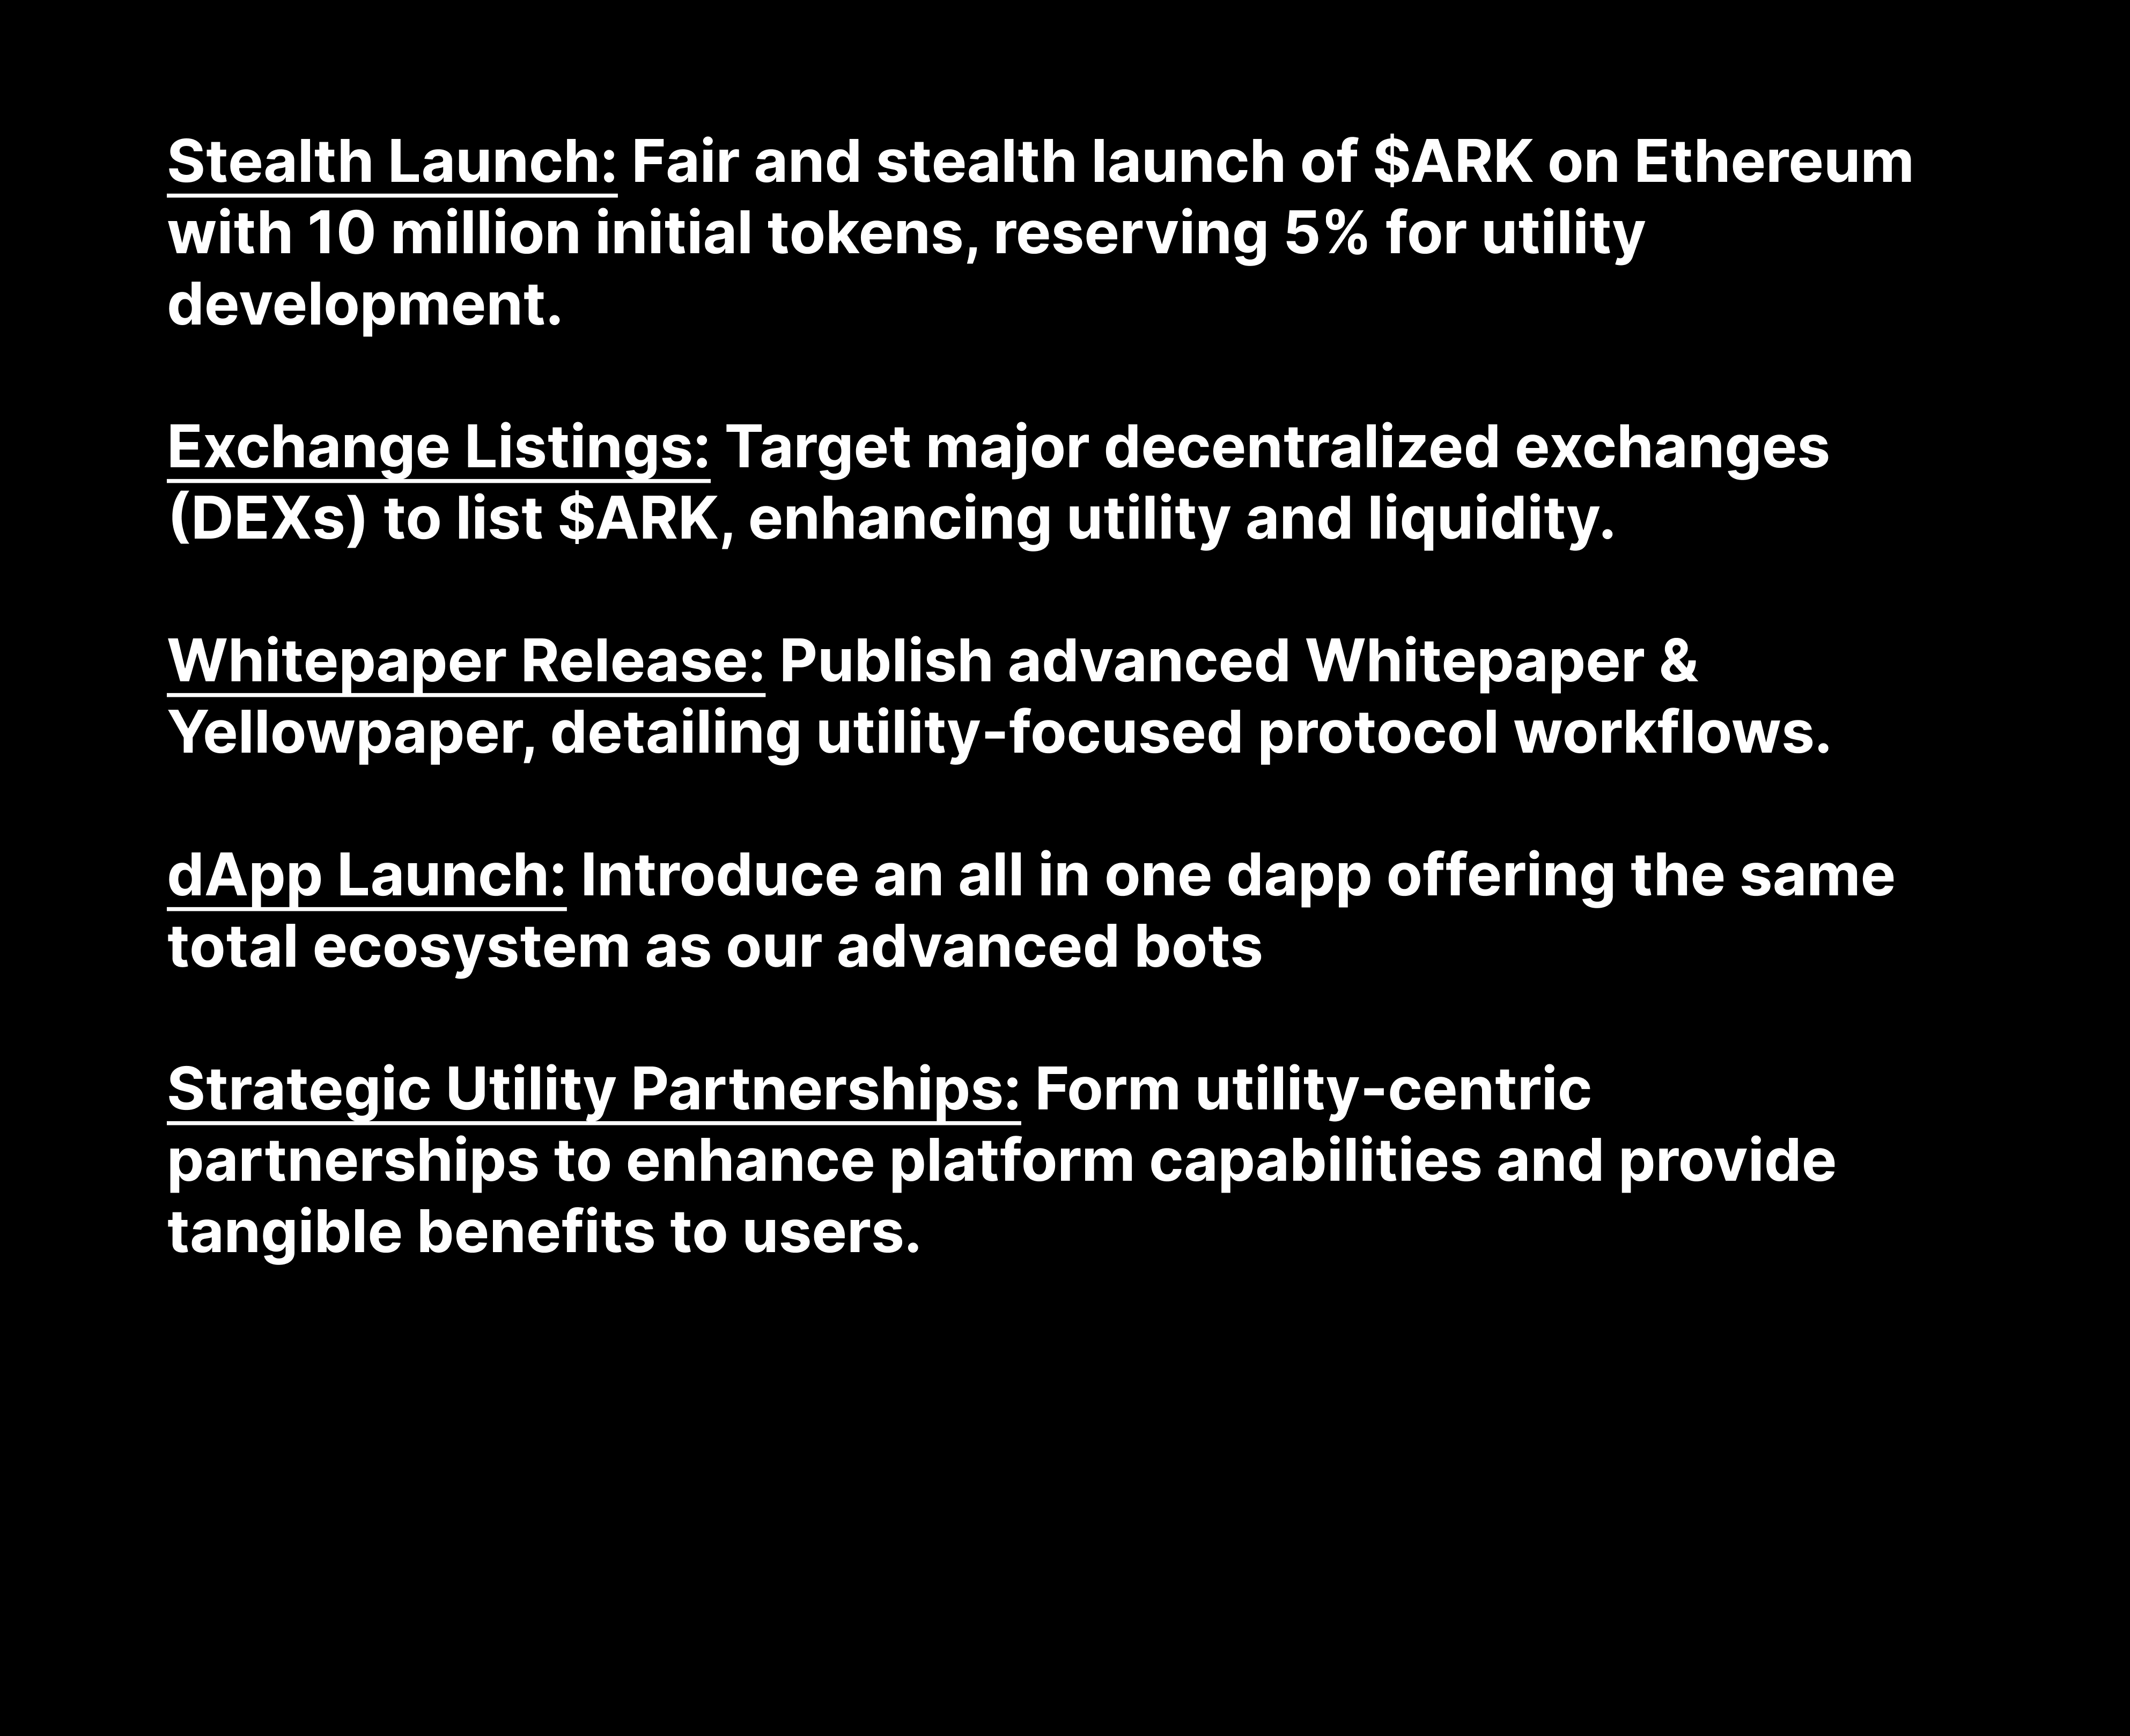 Stealth Launch: Fair and stealth launch of $ARK on Ethereum
with 10 million initial tokens, reserving 5% for utility
development.
Exchange Listings: Target major decentralized exchanges
(DEXs) to list $ARK, enhancing utility and liquidity.
Whitepaper Release: Publish advanced Whitepaper &
Yellowpaper, detailing utility-focused protocol workflows.
dApp Launch: Introduce an all in one dapp offering the same
total ecosystem as our advanced bots
Strategic Utility Partnerships: Form utility-centric
partnerships to enhance platform capabilities and provide
tangible benefits to users.